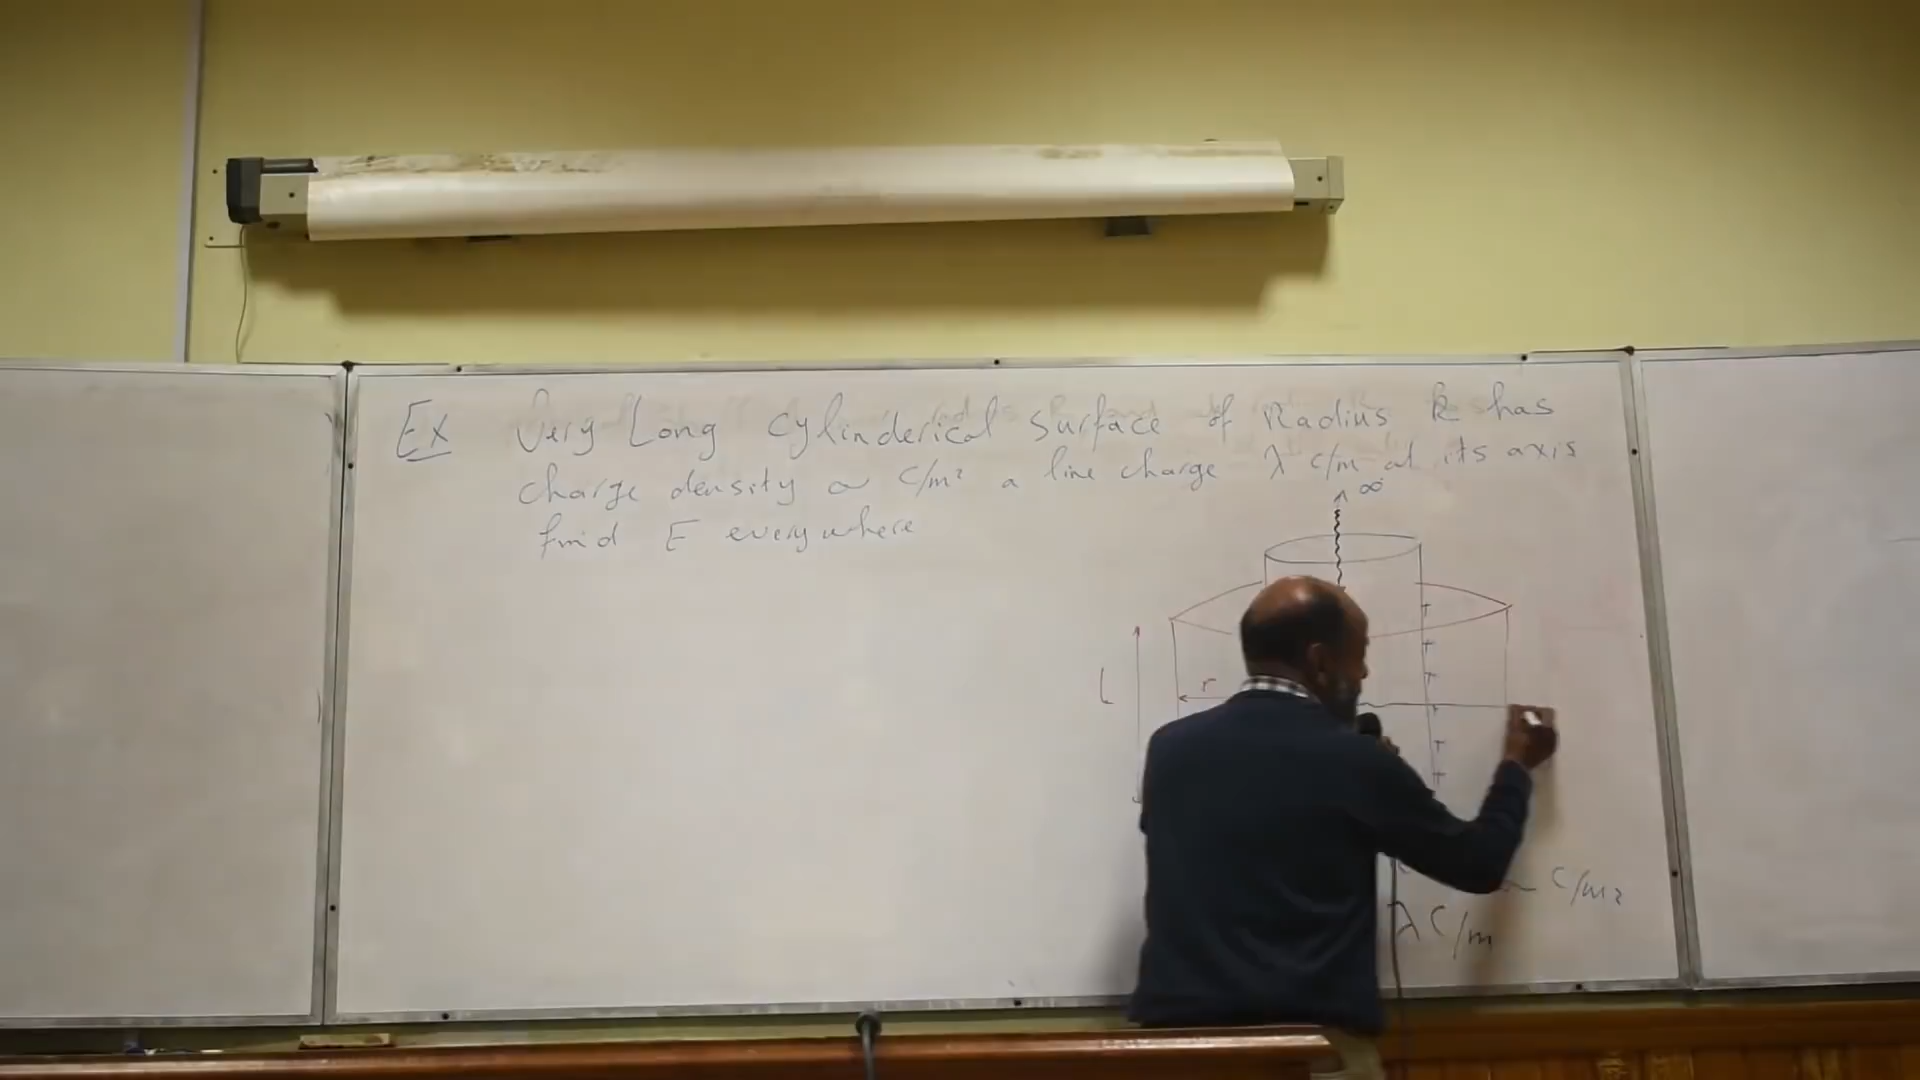 Ex Very Long Cylinderical Surface of Radius R has
charge density σ C/m² a line charge λ C/m at its axis
find E everywhere
∞
L
r
+
+
+
+
+
+
σ C/m²
λ C/m